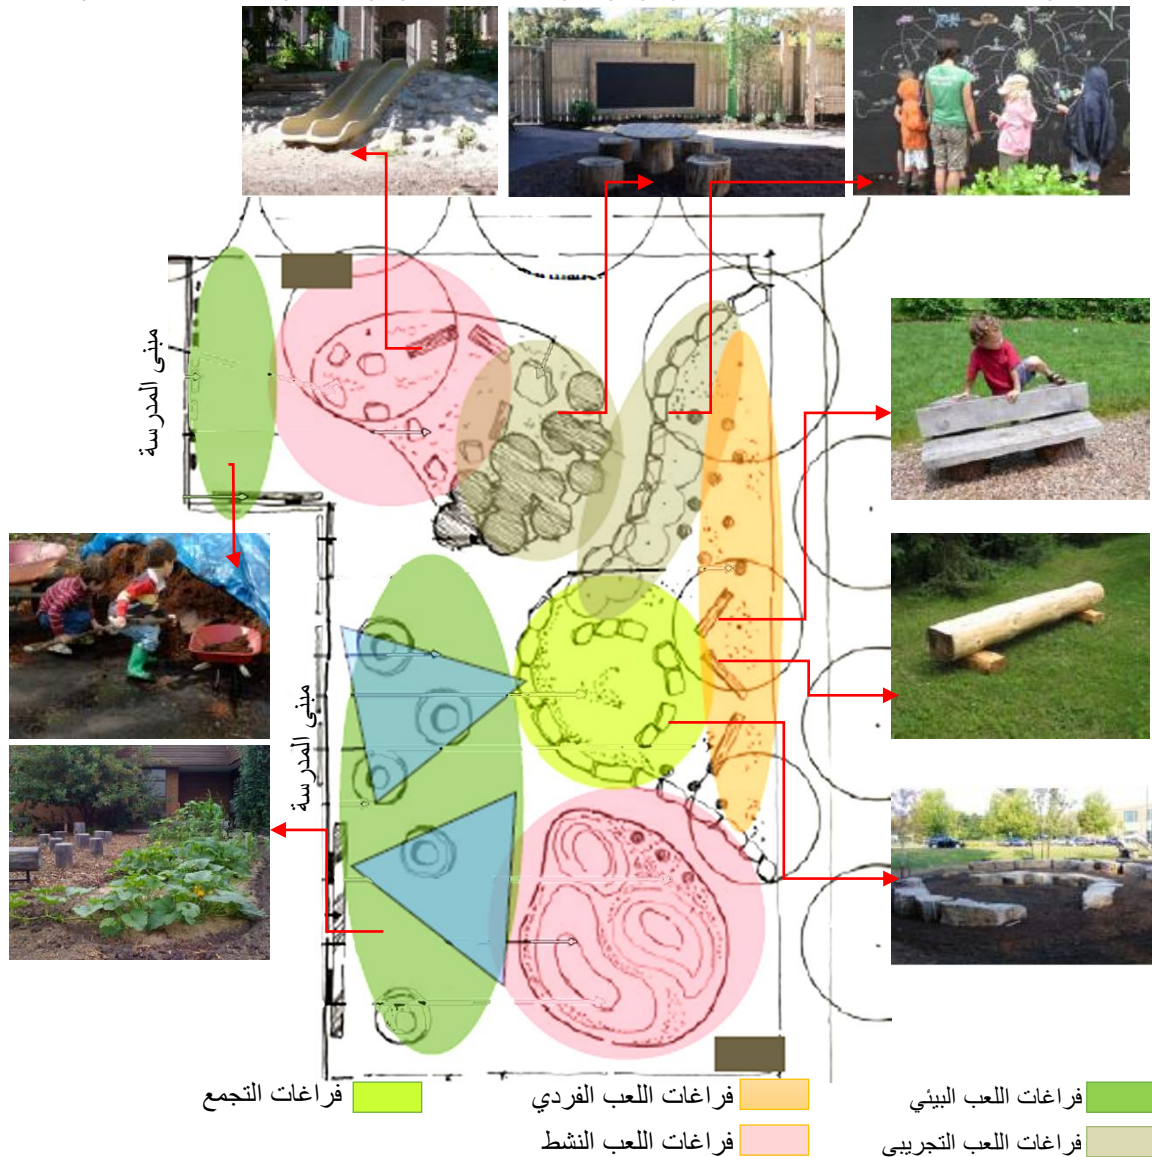 مبنى المدرسة
مبنى المدرسة
فراغات اللعب البيئي
فراغات اللعب الفردي
فراغات التجمع
فراغات اللعب التجريبي
فراغات اللعب النشط